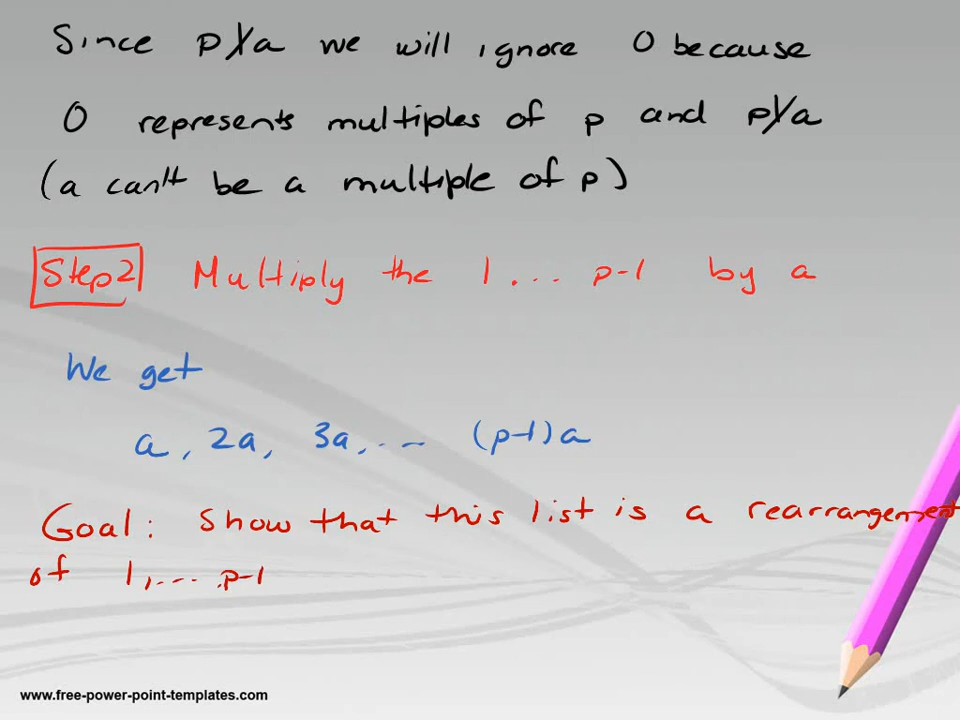 Since p∤a we will ignore 0 because
0 represents multiples of p and p∤a
(a can't be a multiple of p)
Step2 Multiply the 1 ... p-1 by a
We get
a, 2a, 3a, ... (p-1)a
Goal: Show that this list is a rearrangement
of 1, ... p-1
www.free-power-point-templates.com